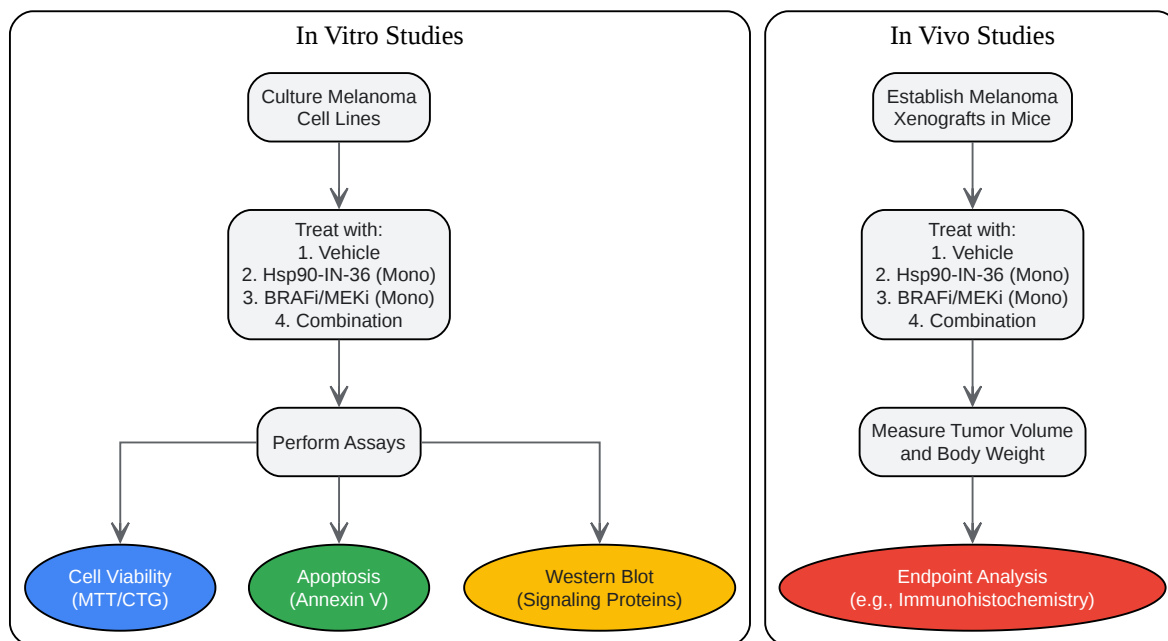 In Vitro Studies
Culture Melanoma
Cell Lines
Treat with:
1. Vehicle
2. Hsp90-IN-36 (Mono)
3. BRAFi/MEKi (Mono)
4. Combination
Perform Assays
Cell Viability
(MTT/CTG)
Apoptosis
(Annexin V)
Western Blot
(Signaling Proteins)
In Vivo Studies
Establish Melanoma
Xenografts in Mice
Treat with:
1. Vehicle
2. Hsp90-IN-36 (Mono)
3. BRAFi/MEKi (Mono)
4. Combination
Measure Tumor Volume
and Body Weight
Endpoint Analysis
(e.g., Immunohistochemistry)